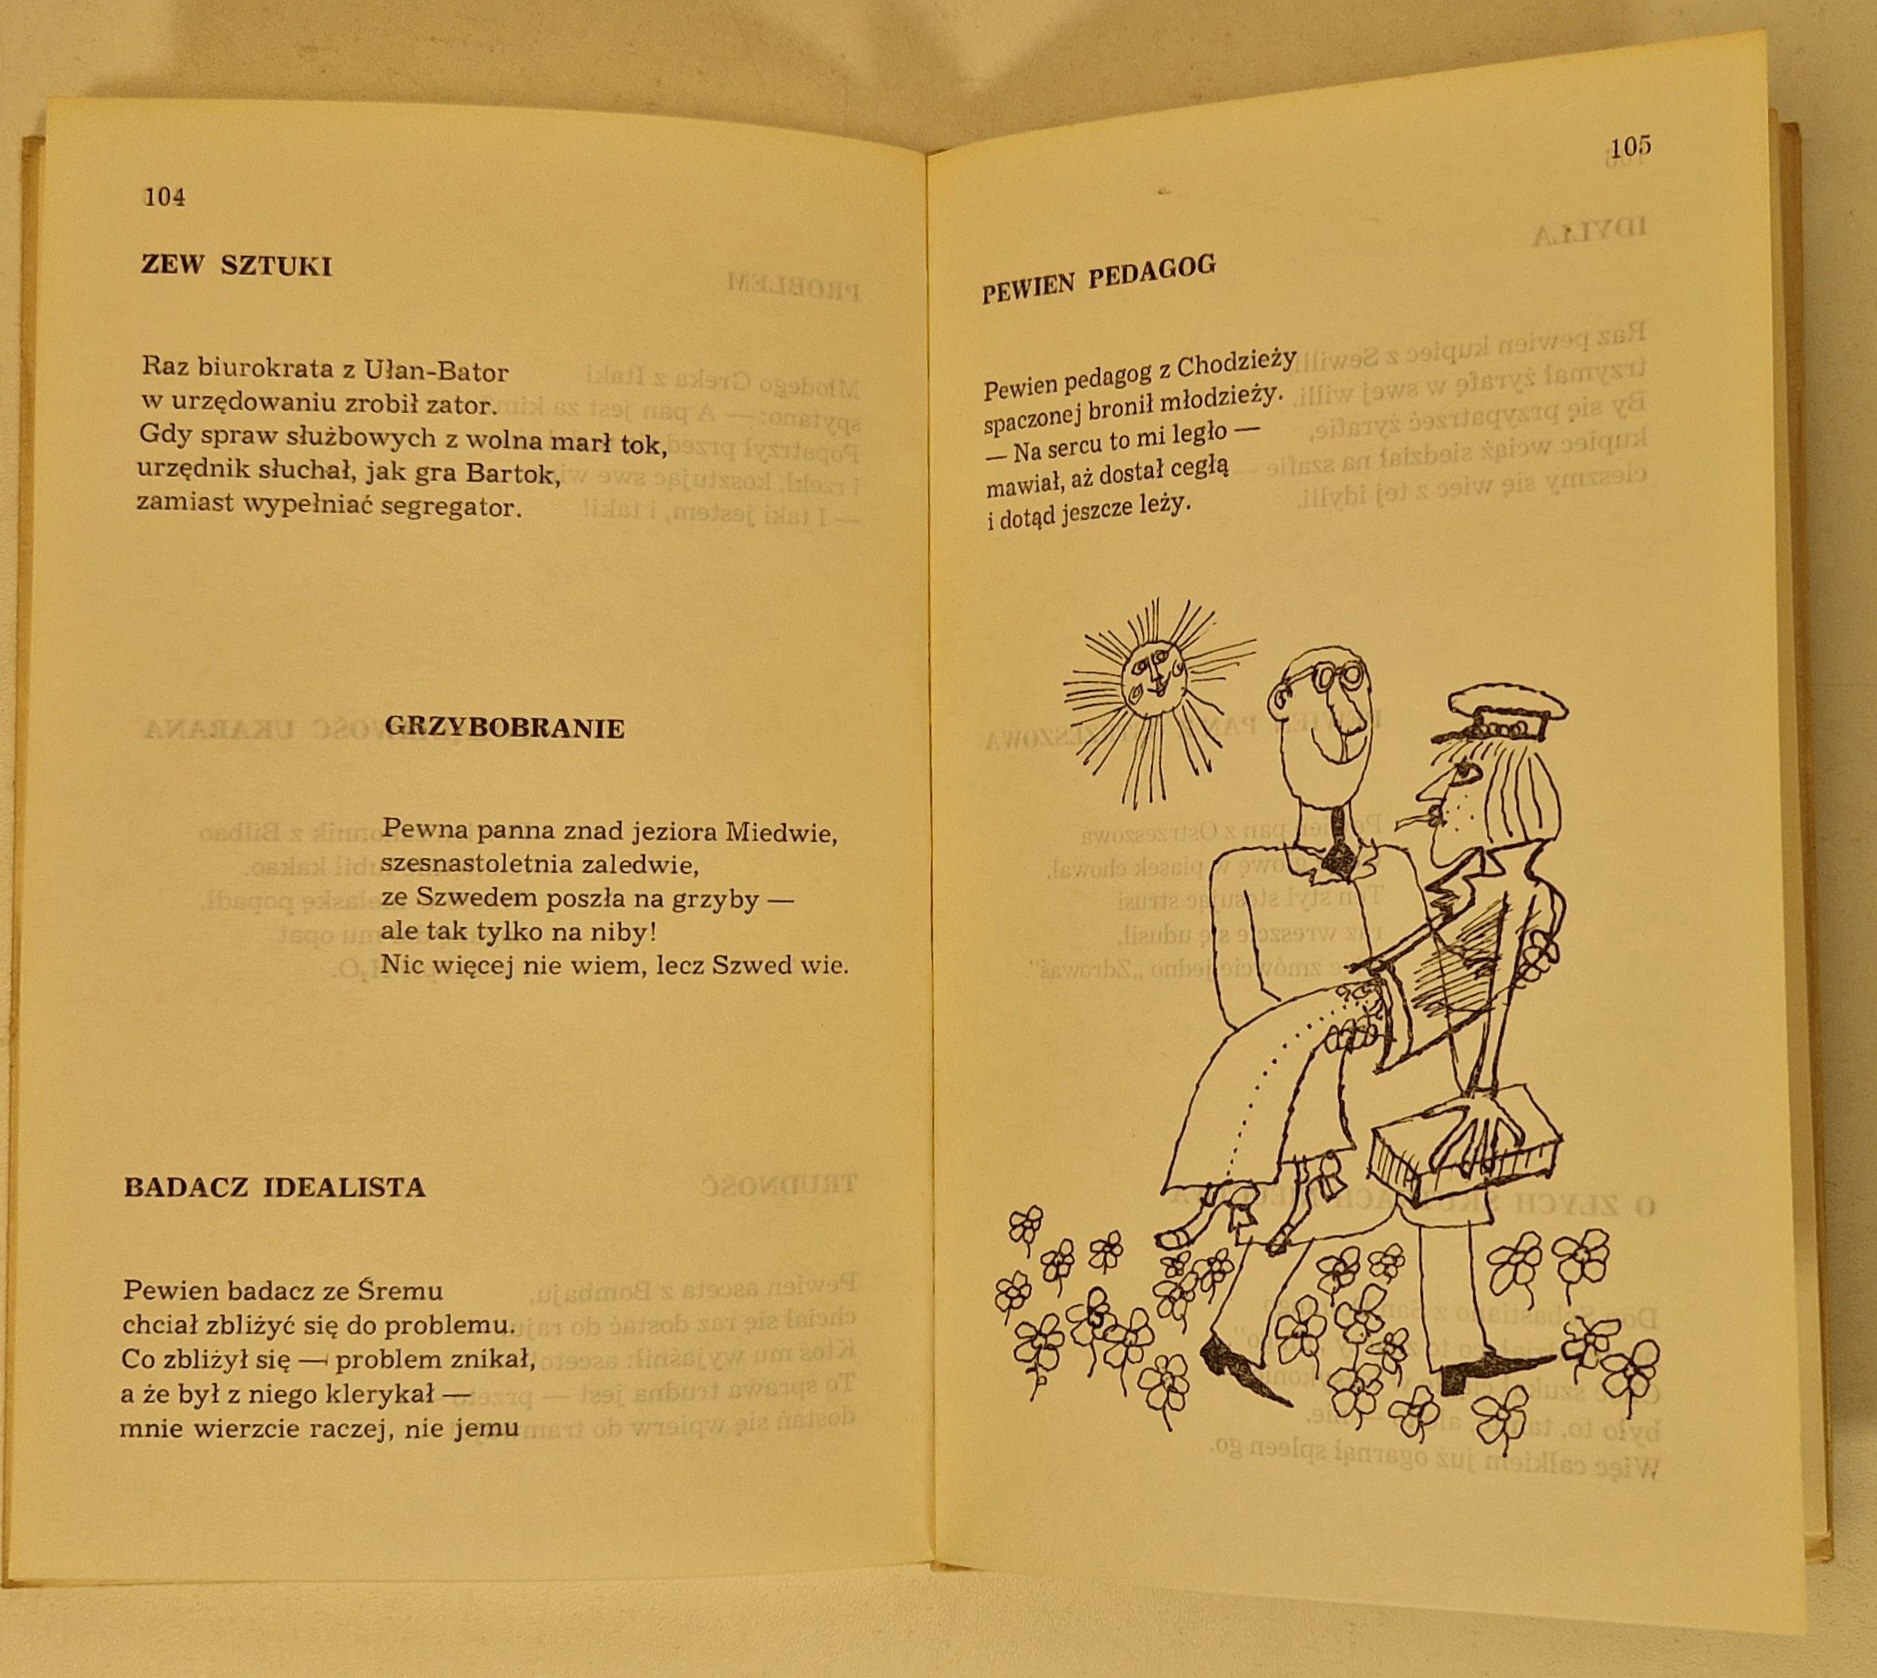 104
ZEW SZTUKI
Raz biurokrata z Ułan-Bator
w urzędowaniu zrobił zator.
Gdy spraw służbowych z wolna marł tok,
urzędnik słuchał, jak gra Bartok,
zamiast wypełniać segregator.
GRZYBOBRANIE
Pewna panna znad jeziora Miedwie,
szesnastoletnia zaledwie,
ze Szwedem poszła na grzyby —
ale tak tylko na niby!
Nic więcej nie wiem, lecz Szwed wie.
BADACZ IDEALISTA
Pewien badacz ze Śremu
chciał zbliżyć się do problemu.
Co zbliżył się — problem znikał,
a że był z niego klerykał —
mnie wierzcie raczej, nie jemu
105
PEWIEN PEDAGOG
Pewien pedagog z Chodzieży
spaczonej bronił młodzieży.
— Na sercu to mi legło —
mawiał, aż dostał cegłą
i dotąd jeszcze leży.